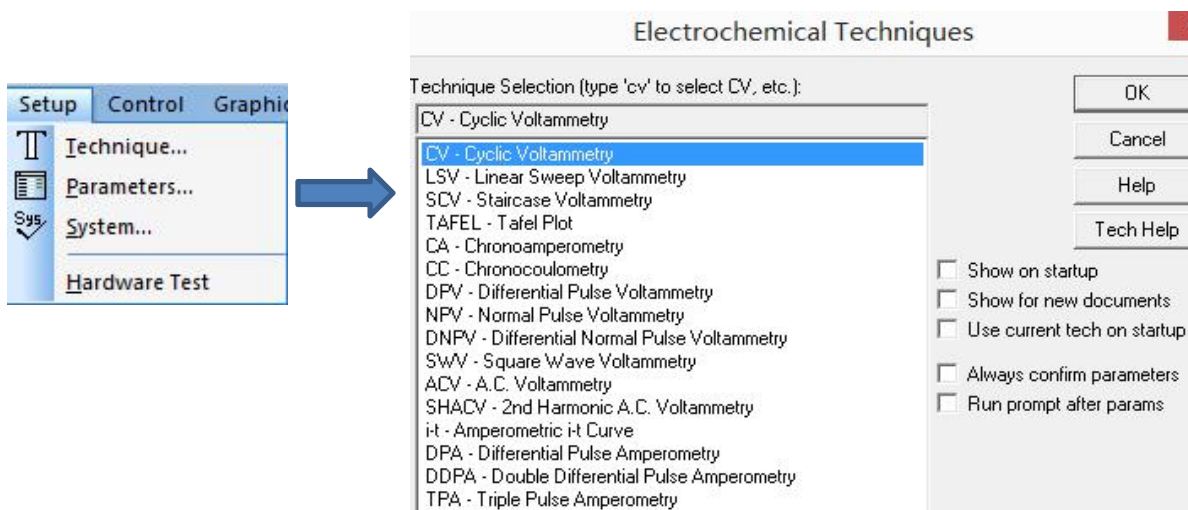 Electrochemical Techniques
Setup Control Graphic
Technique...
Parameters...
Sys System...
Hardware Test
Technique Selection (type 'cv' to select CV, etc.):
CV - Cyclic Voltammetry
CV - Cyclic Voltammetry
LSV - Linear Sweep Voltammetry
SCV - Staircase Voltammetry
TAFEL - Tafel Plot
CA - Chronoamperometry
CC - Chronocoulometry
DPV - Differential Pulse Voltammetry
NPV - Normal Pulse Voltammetry
DNPV - Differential Normal Pulse Voltammetry
SWV - Square Wave Voltammetry
ACV - A.C. Voltammetry
SHACV - 2nd Harmonic A.C. Voltammetry
i-t - Amperometric i-t Curve
DPA - Differential Pulse Amperometry
DDPA - Double Differential Pulse Amperometry
TPA - Triple Pulse Amperometry
OK
Cancel
Help
Tech Help
Show on startup
Show for new documents
Use current tech on startup
Always confirm parameters
Run prompt after params